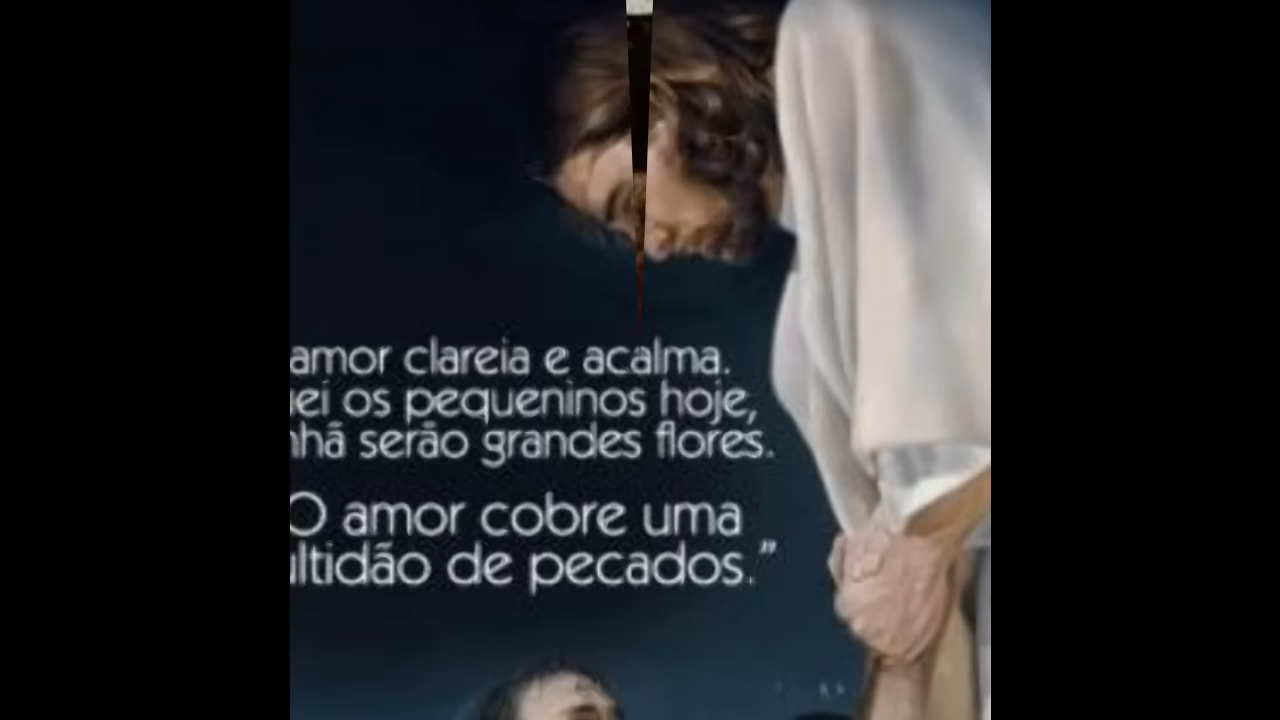 amor clareia e acalma.
os pequeninos hoje,
serão grandes flores.
O amor cobre uma
de pecados.”